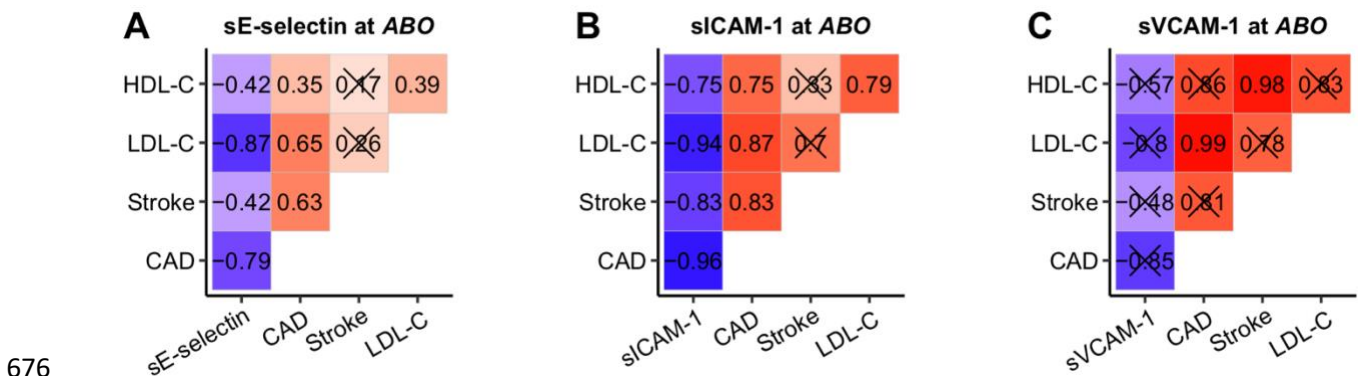 A sE-selectin at ABO
HDL-C −0.42 0.35 0.17 0.39
LDL-C −0.87 0.65 0.26
Stroke −0.42 0.63
CAD −0.79
sE-selectin CAD Stroke LDL-C
B sICAM-1 at ABO
HDL-C −0.75 0.75 0.33 0.79
LDL-C −0.94 0.87 0.7
Stroke −0.83 0.83
CAD −0.96
sICAM-1 CAD Stroke LDL-C
C sVCAM-1 at ABO
HDL-C −0.57 0.86 0.98 0.83
LDL-C −0.8 0.99 0.78
Stroke −0.48 0.81
CAD −0.85
sVCAM-1 CAD Stroke LDL-C
676